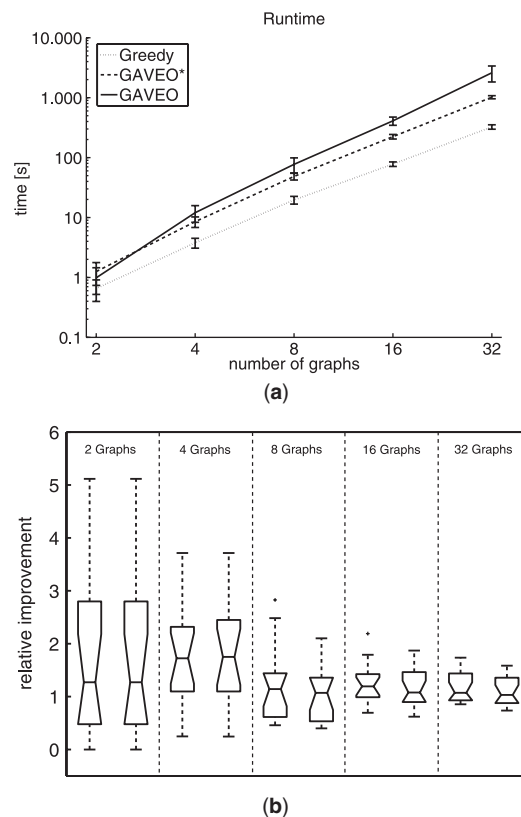 Runtime
10.000
1.000
100
10
1
0.1
time [s]
Greedy
GAVEO*
GAVEO
2
4
8
16
32
number of graphs
(a)
6
5
4
3
2
1
0
relative improvement
2 Graphs
4 Graphs
8 Graphs
16 Graphs
32 Graphs
(b)